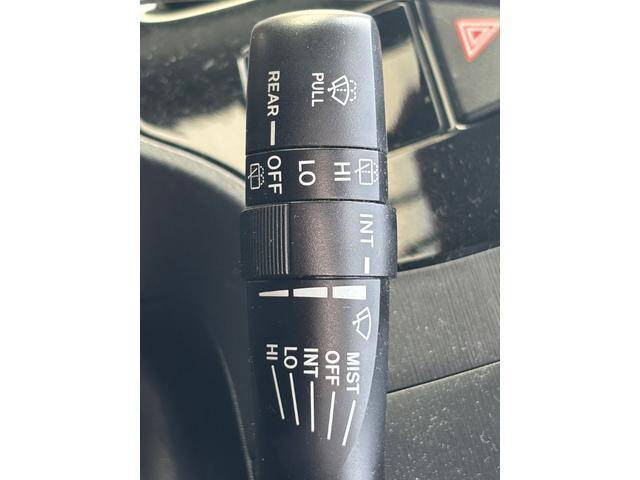 PULL
REAR
OFF
LO
HI
INT
MIST
OFF
INT
LO
HI